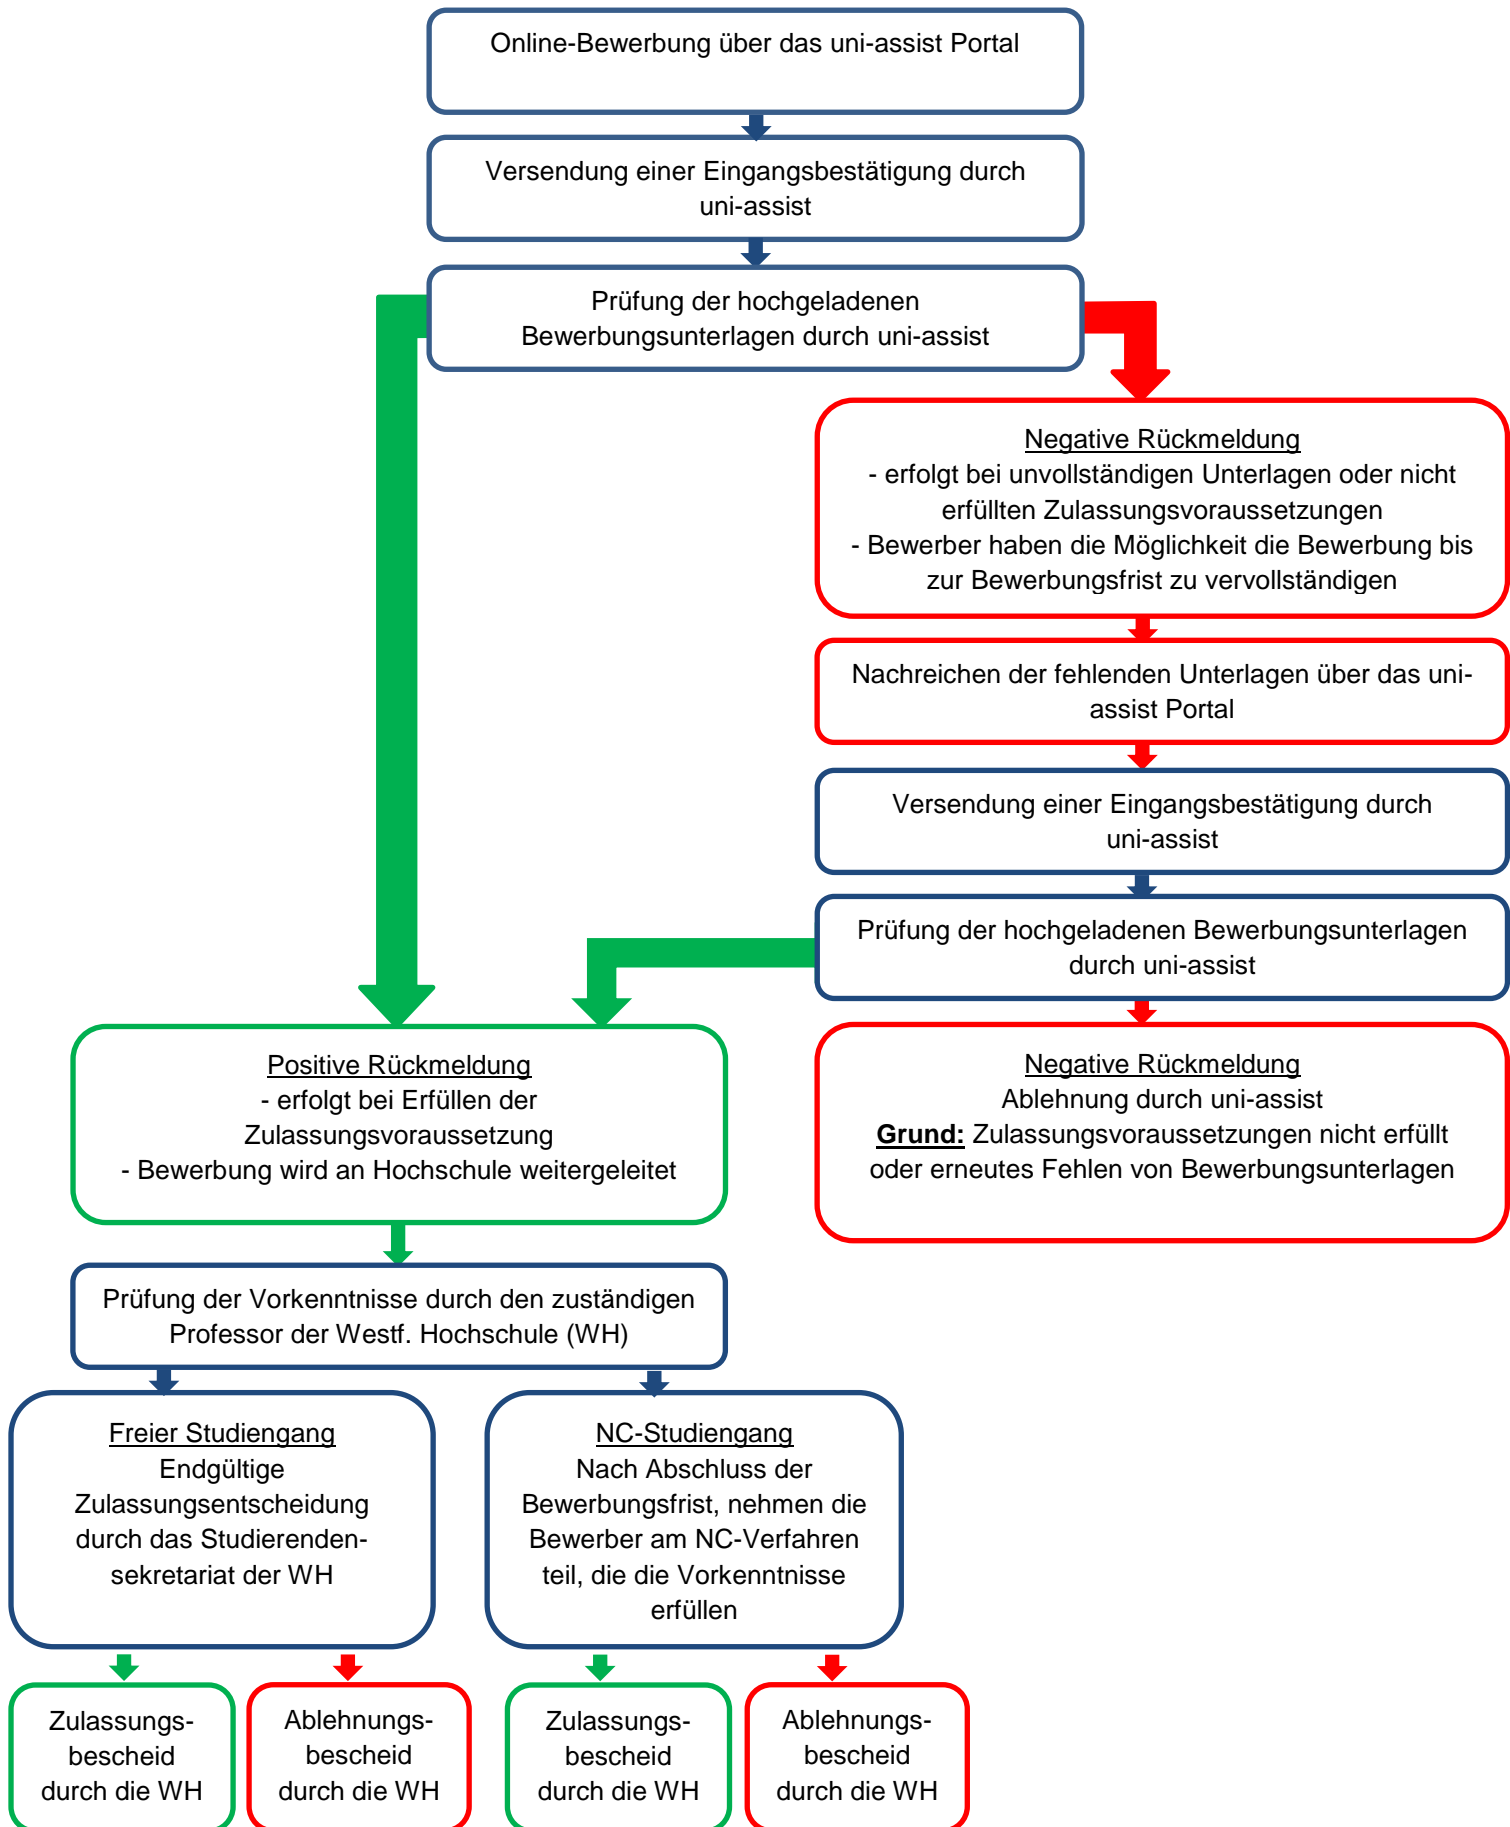 Online-Bewerbung über das uni-assist Portal
Versendung einer Eingangsbestätigung durch
uni-assist
Prüfung der hochgeladenen
Bewerbungsunterlagen durch uni-assist
Negative Rückmeldung
- erfolgt bei unvollständigen Unterlagen oder nicht
erfüllten Zulassungsvoraussetzungen
- Bewerber haben die Möglichkeit die Bewerbung bis
zur Bewerbungsfrist zu vervollständigen
Nachreichen der fehlenden Unterlagen über das uni-
assist Portal
Versendung einer Eingangsbestätigung durch
uni-assist
Prüfung der hochgeladenen Bewerbungsunterlagen
durch uni-assist
Positive Rückmeldung
- erfolgt bei Erfüllen der
Zulassungsvoraussetzung
- Bewerbung wird an Hochschule weitergeleitet
Negative Rückmeldung
Ablehnung durch uni-assist
Grund: Zulassungsvoraussetzungen nicht erfüllt
oder erneutes Fehlen von Bewerbungsunterlagen
Prüfung der Vorkenntnisse durch den zuständigen
Professor der Westf. Hochschule (WH)
Freier Studiengang
Endgültige
Zulassungsentscheidung
durch das Studierenden-
sekretariat der WH
NC-Studiengang
Nach Abschluss der
Bewerbungsfrist, nehmen die
Bewerber am NC-Verfahren
teil, die die Vorkenntnisse
erfüllen
Zulassungs-
bescheid
durch die WH
Ablehnungs-
bescheid
durch die WH
Zulassungs-
bescheid
durch die WH
Ablehnungs-
bescheid
durch die WH